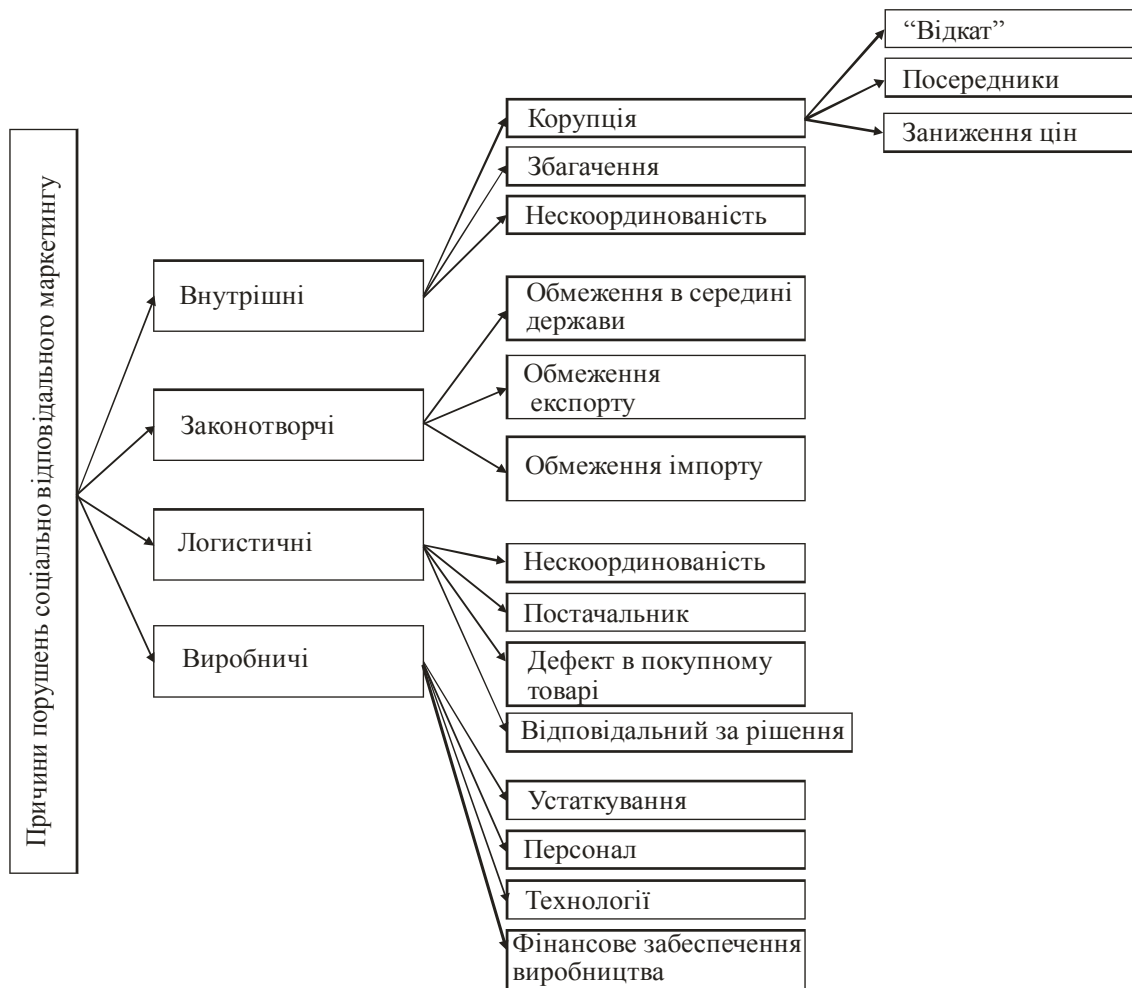 Причини порушень соціально відповідального маркетингу
Внутрішні
Корупція
“Відкат”
Посередники
Заниження цін
Збагачення
Нескоординованість
Законотворчі
Обмеження в середині
держави
Обмеження
експорту
Обмеження імпорту
Логистичні
Нескоординованість
Постачальник
Дефект в покупному
товарі
Відповідальний за рішення
Виробничі
Устаткування
Персонал
Технології
Фінансове забеспечення
виробництва